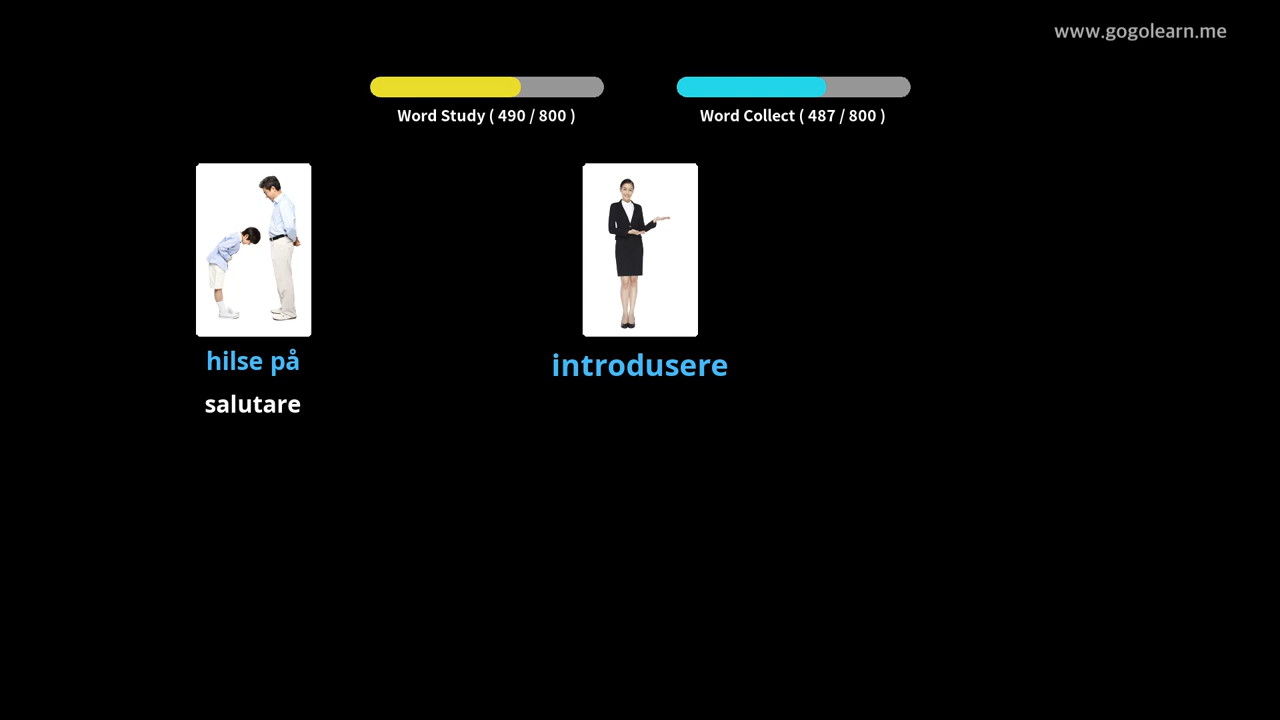 www.gogolearn.me
Word Study ( 490 / 800 )
Word Collect ( 487 / 800 )
hilse på
salutare
introdusere